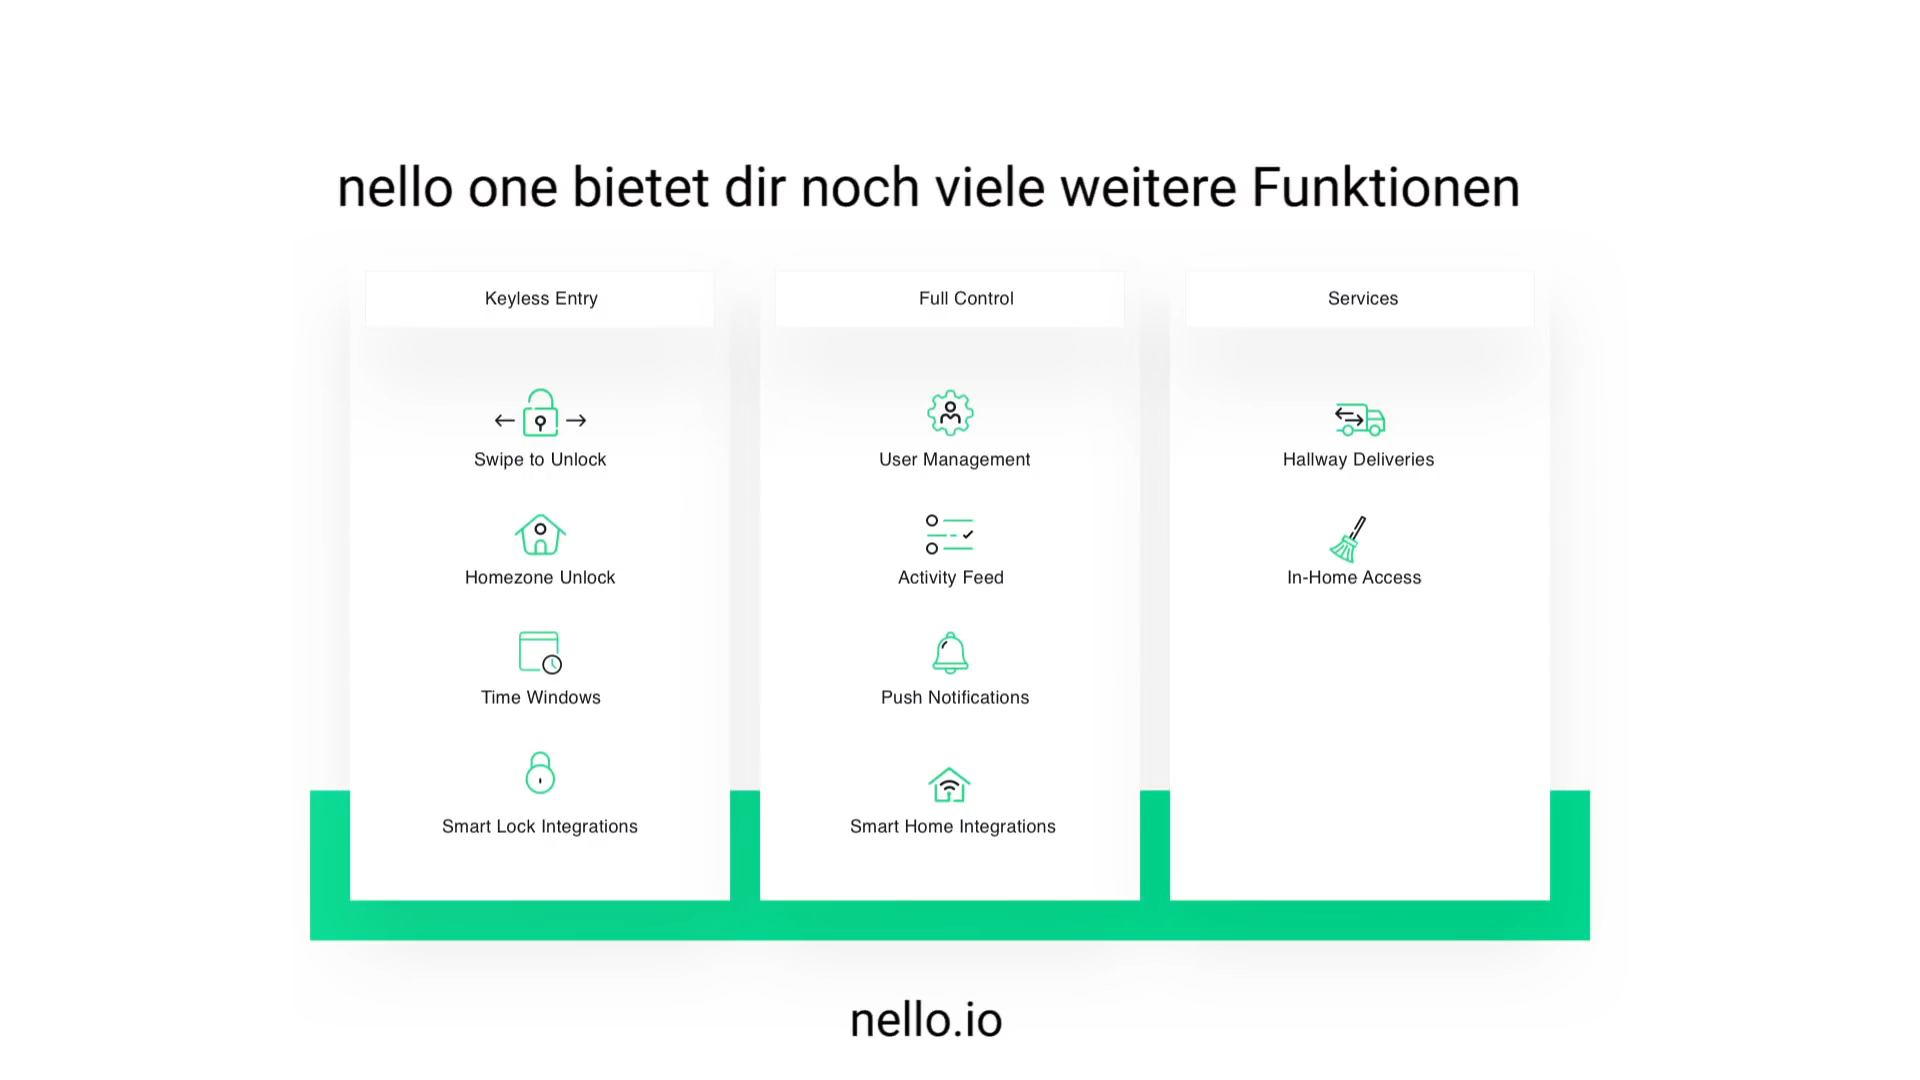 nello one bietet dir noch viele weitere Funktionen
Keyless Entry
Swipe to Unlock
Homezone Unlock
Time Windows
Smart Lock Integrations
Full Control
User Management
Activity Feed
Push Notifications
Smart Home Integrations
Services
Hallway Deliveries
In-Home Access
nello.io